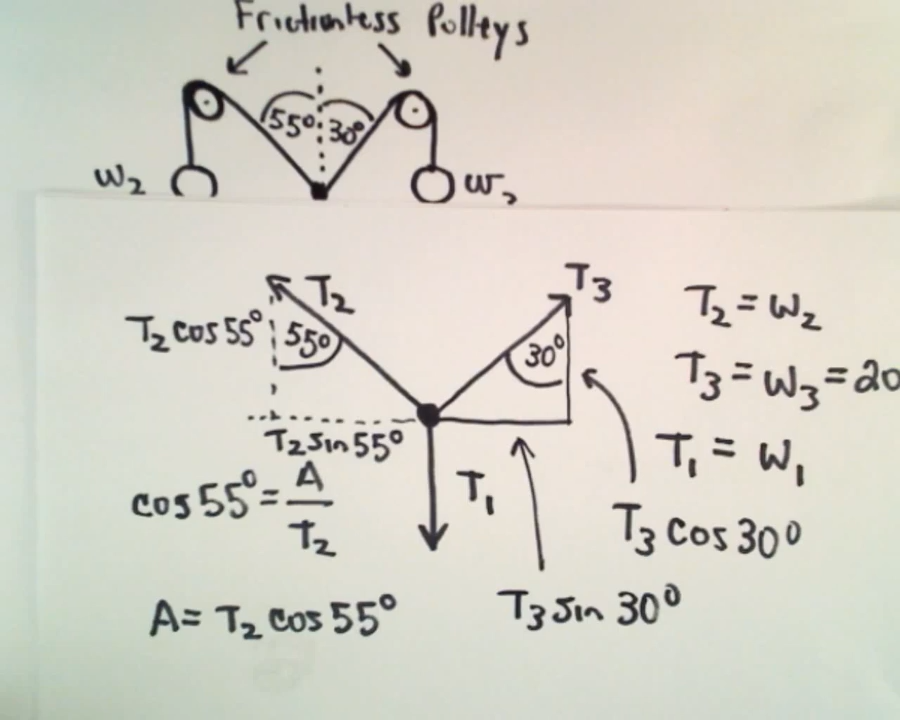 Frictionless Polleys
55° 30°
W₂ W₃
T₂ T₃
T₂ cos 55° 55° 30° T₂ = W₂
T₃ = W₃ = 20
T₂ sin 55° T₁ = W₁
cos 55° = A/T₂ T₁ T₃ cos 30°
A = T₂ cos 55° T₃ sin 30°